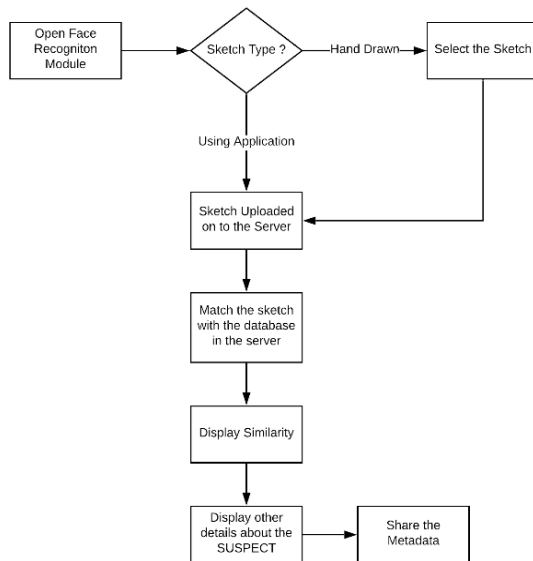 Open Face
Recogniton
Module
Sketch Type ?
Hand Drawn
Select the Sketch
Using Application
Sketch Uploaded
on to the Server
Match the sketch
with the database
in the server
Display Similarity
Display other
details about the
SUSPECT
Share the
Metadata